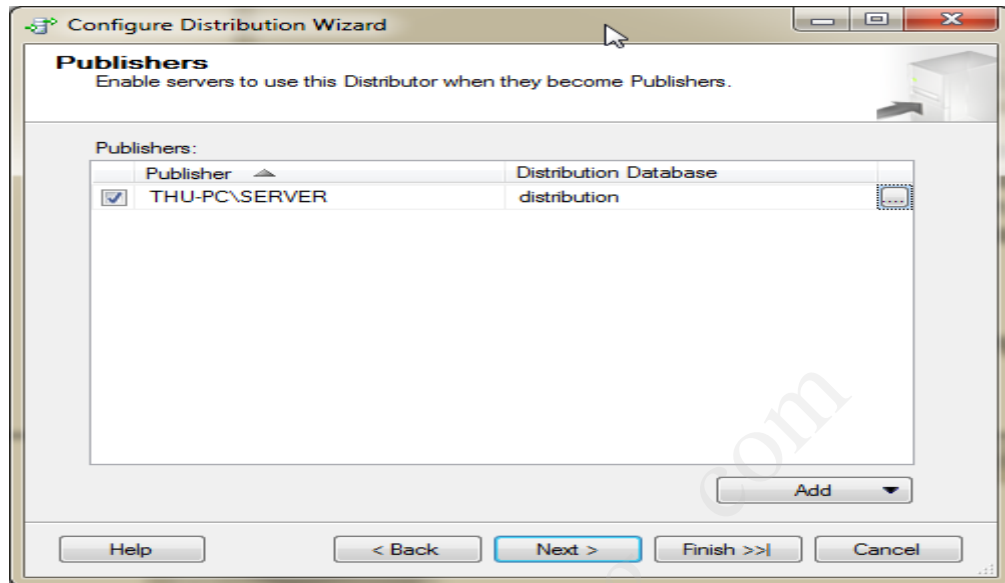 Configure Distribution Wizard
Publishers
Enable servers to use this Distributor when they become Publishers.
Publishers:
Publisher Distribution Database
THU-PC\SERVER distribution ...
com
Add
Help < Back Next > Finish >>| Cancel